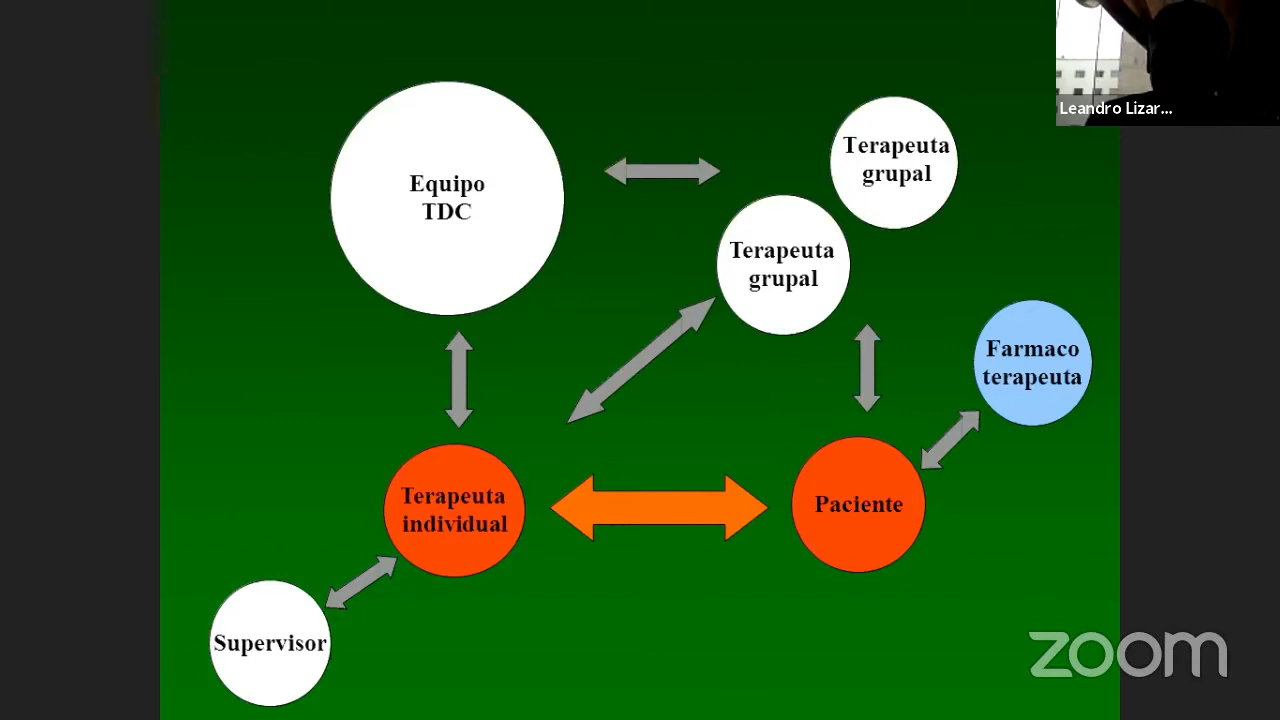 Leandro Lizar...
Equipo
TDC
Terapeuta
grupal
Terapeuta
grupal
Farmaco
terapeuta
Terapeuta
individual
Paciente
Supervisor
zoom